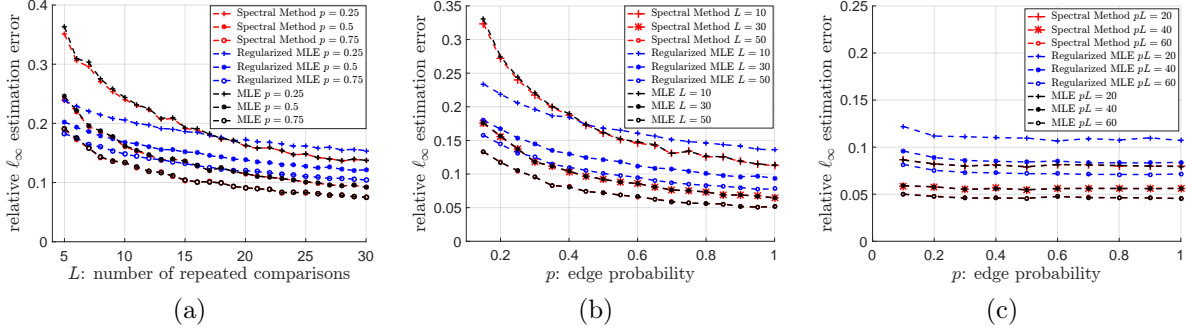 relative ℓ∞ estimation error
0.4
0.3
0.2
0.1
0
5 10 15 20 25 30
L: number of repeated comparisons
Spectral Method p = 0.25
Spectral Method p = 0.5
Spectral Method p = 0.75
Regularized MLE p = 0.25
Regularized MLE p = 0.5
Regularized MLE p = 0.75
MLE p = 0.25
MLE p = 0.5
MLE p = 0.75
(a)
relative ℓ∞ estimation error
0.35
0.3
0.25
0.2
0.15
0.1
0.05
0
0.2 0.4 0.6 0.8 1
p: edge probability
Spectral Method L = 10
Spectral Method L = 30
Spectral Method L = 50
Regularized MLE L = 10
Regularized MLE L = 30
Regularized MLE L = 50
MLE L = 10
MLE L = 30
MLE L = 50
(b)
relative ℓ∞ estimation error
0.25
0.2
0.15
0.1
0.05
0
0 0.2 0.4 0.6 0.8 1
p: edge probability
Spectral Method pL = 20
Spectral Method pL = 40
Spectral Method pL = 60
Regularized MLE pL = 20
Regularized MLE pL = 40
Regularized MLE pL = 60
MLE pL = 20
MLE pL = 40
MLE pL = 60
(c)